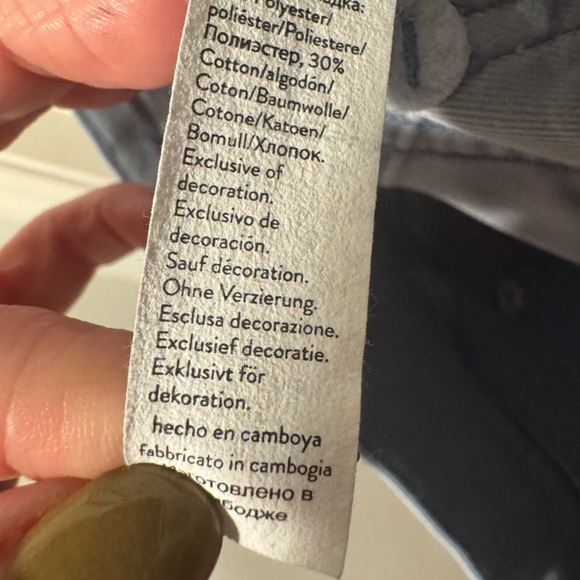 Polyester/
poliéster/Poliestere/
Полиэстер, 30%
Cotton/algodón/
Coton/Baumwolle/
Cotone/Katoen/
Bomull/Хлопок.
Exclusive of
decoration.
Exclusivo de
decoración.
Sauf décoration.
Ohne Verzierung.
Esclusa decorazione.
Exclusief decoratie.
Exklusivt för
dekoration.
hecho en camboya
fabbricato in cambogia
в